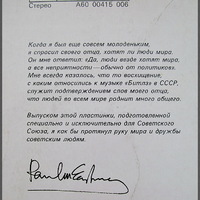 Стерео А60 00415 006
Когда я был еще совсем молоденьким,
я спросил своего отца, хотят ли люди мира.
Он мне ответил: «Да, люди везде хотят мира,
а все неприятности — обычно от политиков».
Мне всегда казалось, что то восхищение,
с каким относились к музыке «Битлз» в СССР,
служит подтверждением слов моего отца,
что людей во всем мире роднит много общего.
Выпуском этой пластинки, подготовленной
специально и исключительно для Советского
Союза, я как бы протянул руку мира и дружбы
советским людям.
Paul McCartney